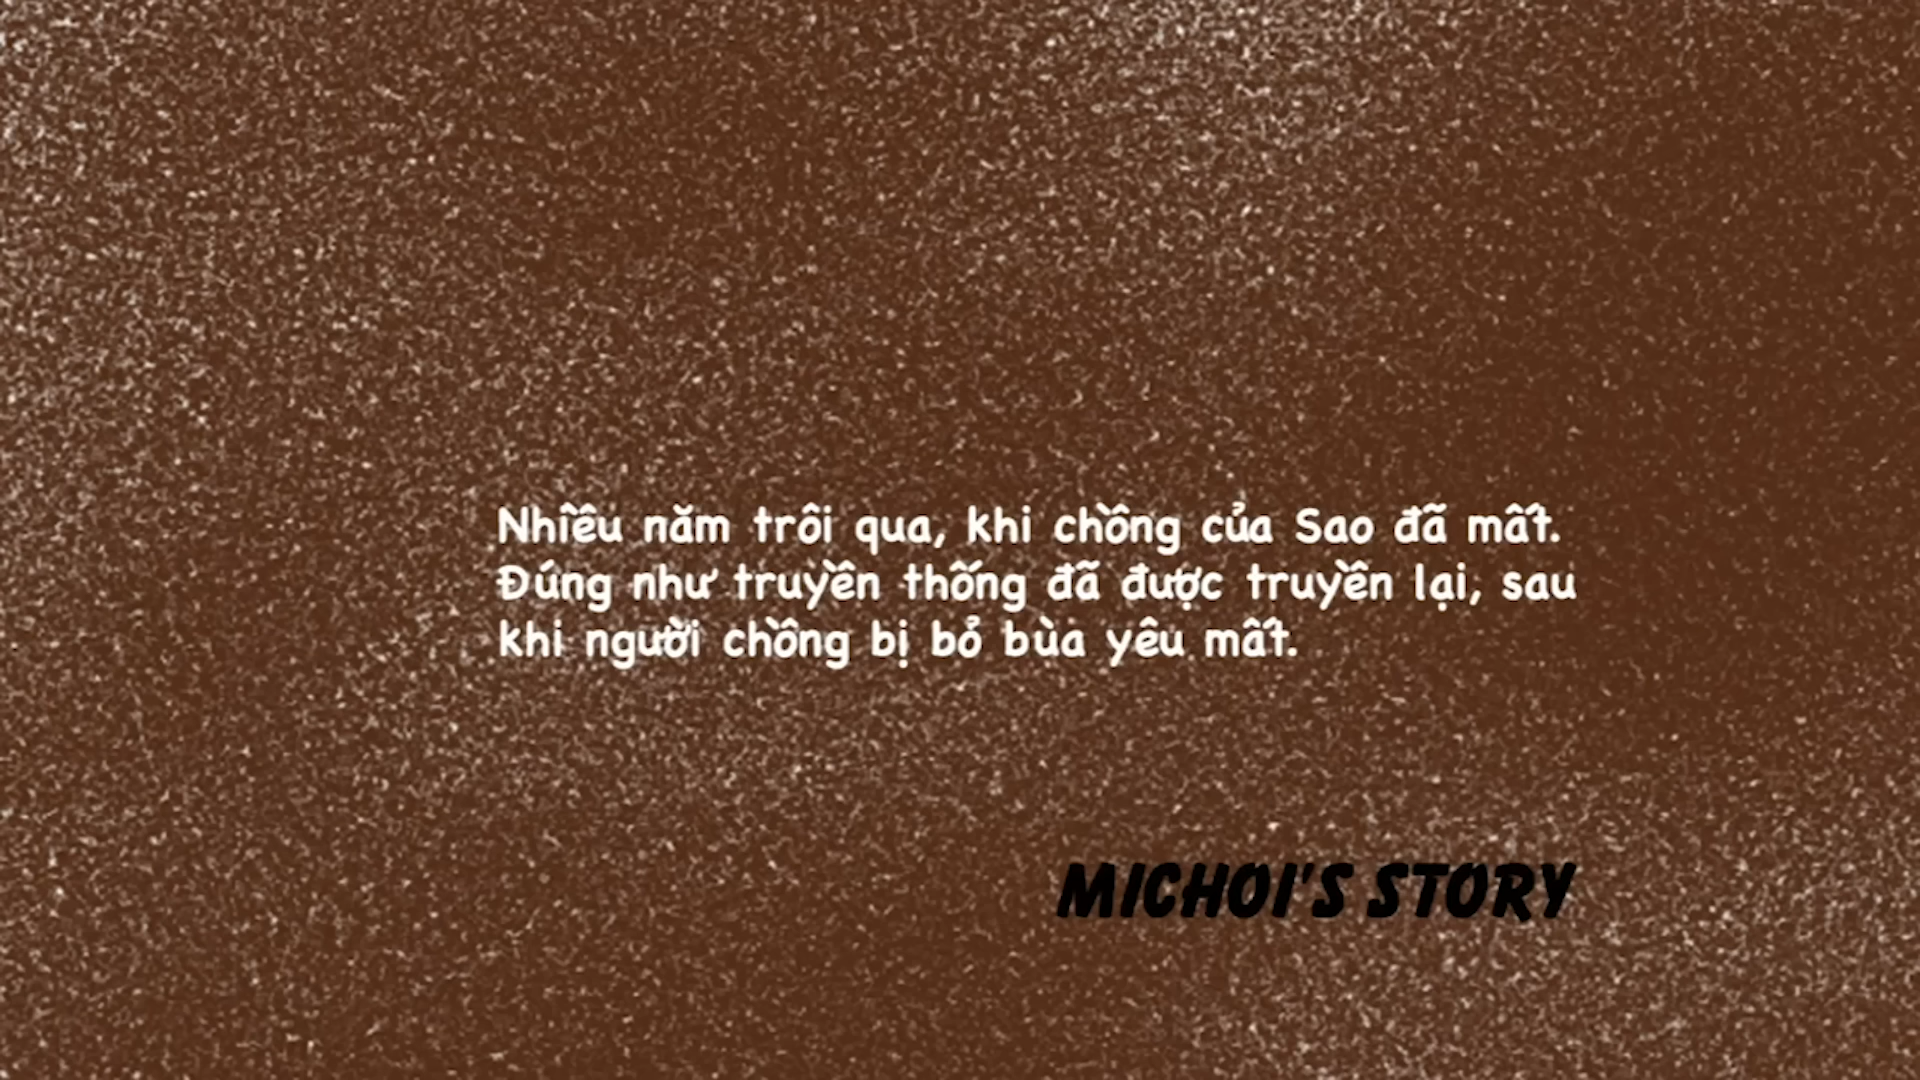 Nhiều năm trôi qua, khi chồng của Sao đã mất.
Đúng như truyền thống đã được truyền lại, sau
khi người chồng bị bỏ bùa yêu mất.
MICHOI'S STORY